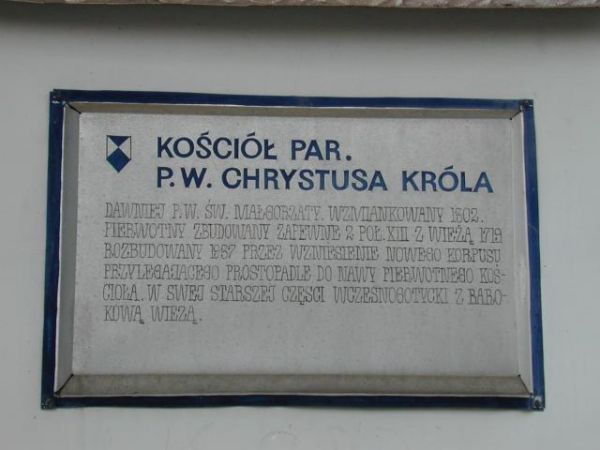 KOŚCIÓŁ PAR.
P.W. CHRYSTUSA KRÓLA
DAWNIEJ P.W. ŚW. MAŁGORZATY. WZMIANKOWANY 1602.
PIERWOTNY ZBUDOWANY ZAPEWNE 2 POŁ. XIII Z WIEŻĄ 1719
ROZBUDOWANY 1987 PRZEZ WZNIESIENIE NOWEGO KORPUSU
PRZYLEGAJĄCEGO PROSTOPADLE DO NAWY PIERWOTNEGO KOŚ-
CIOŁA. W SWEJ STARSZEJ CZĘŚCI WCZESNOGOTYCKI Z BARO-
KOWĄ WIEŻĄ.